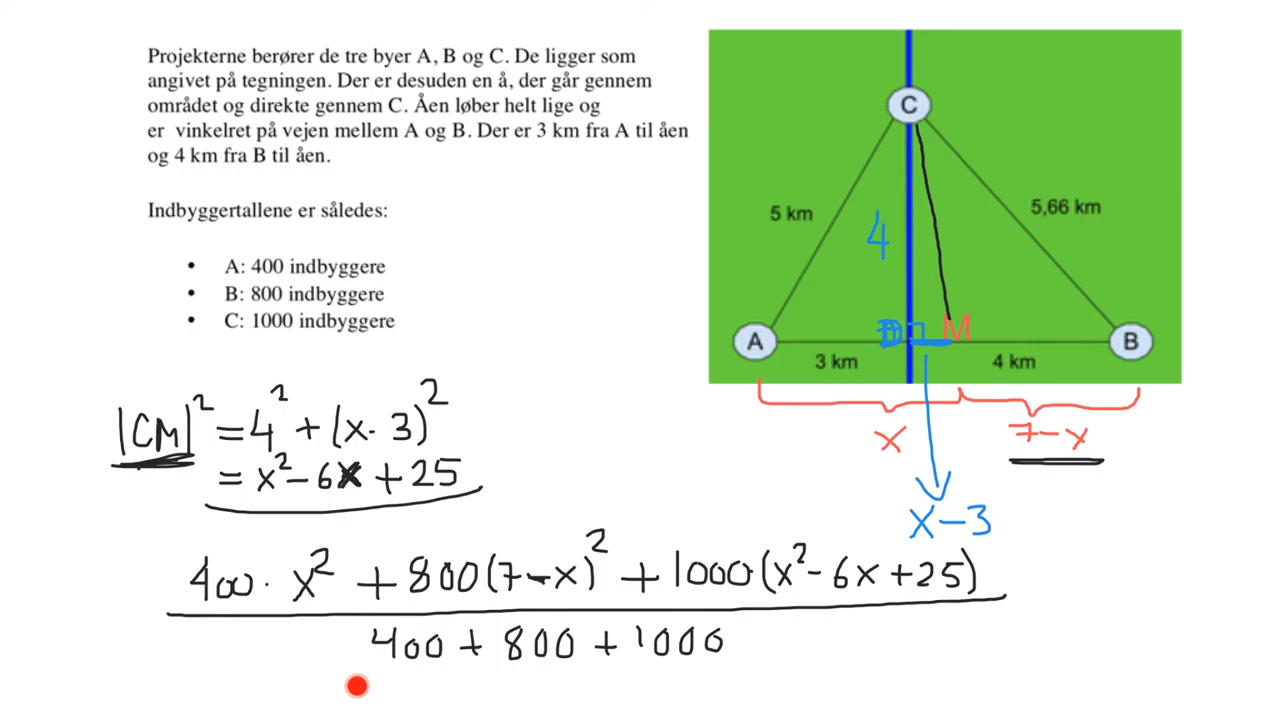 Projekterne berører de tre byer A, B og C. De ligger som
angivet på tegningen. Der er desuden en å, der går gennem
området og direkte gennem C. Åen løber helt lige og
er vinkelret på vejen mellem A og B. Der er 3 km fra A til åen
og 4 km fra B til åen.
Indbyggertallene er således:
• A: 400 indbyggere
• B: 800 indbyggere
• C: 1000 indbyggere
C
5 km
4
5,66 km
A
D
M
B
3 km
4 km
x
7-x
x-3
|CM|² = 4² + (x-3)²
= x² - 6x + 25
400 · x² + 800(7-x)² + 1000(x² - 6x + 25)
400 + 800 + 1000